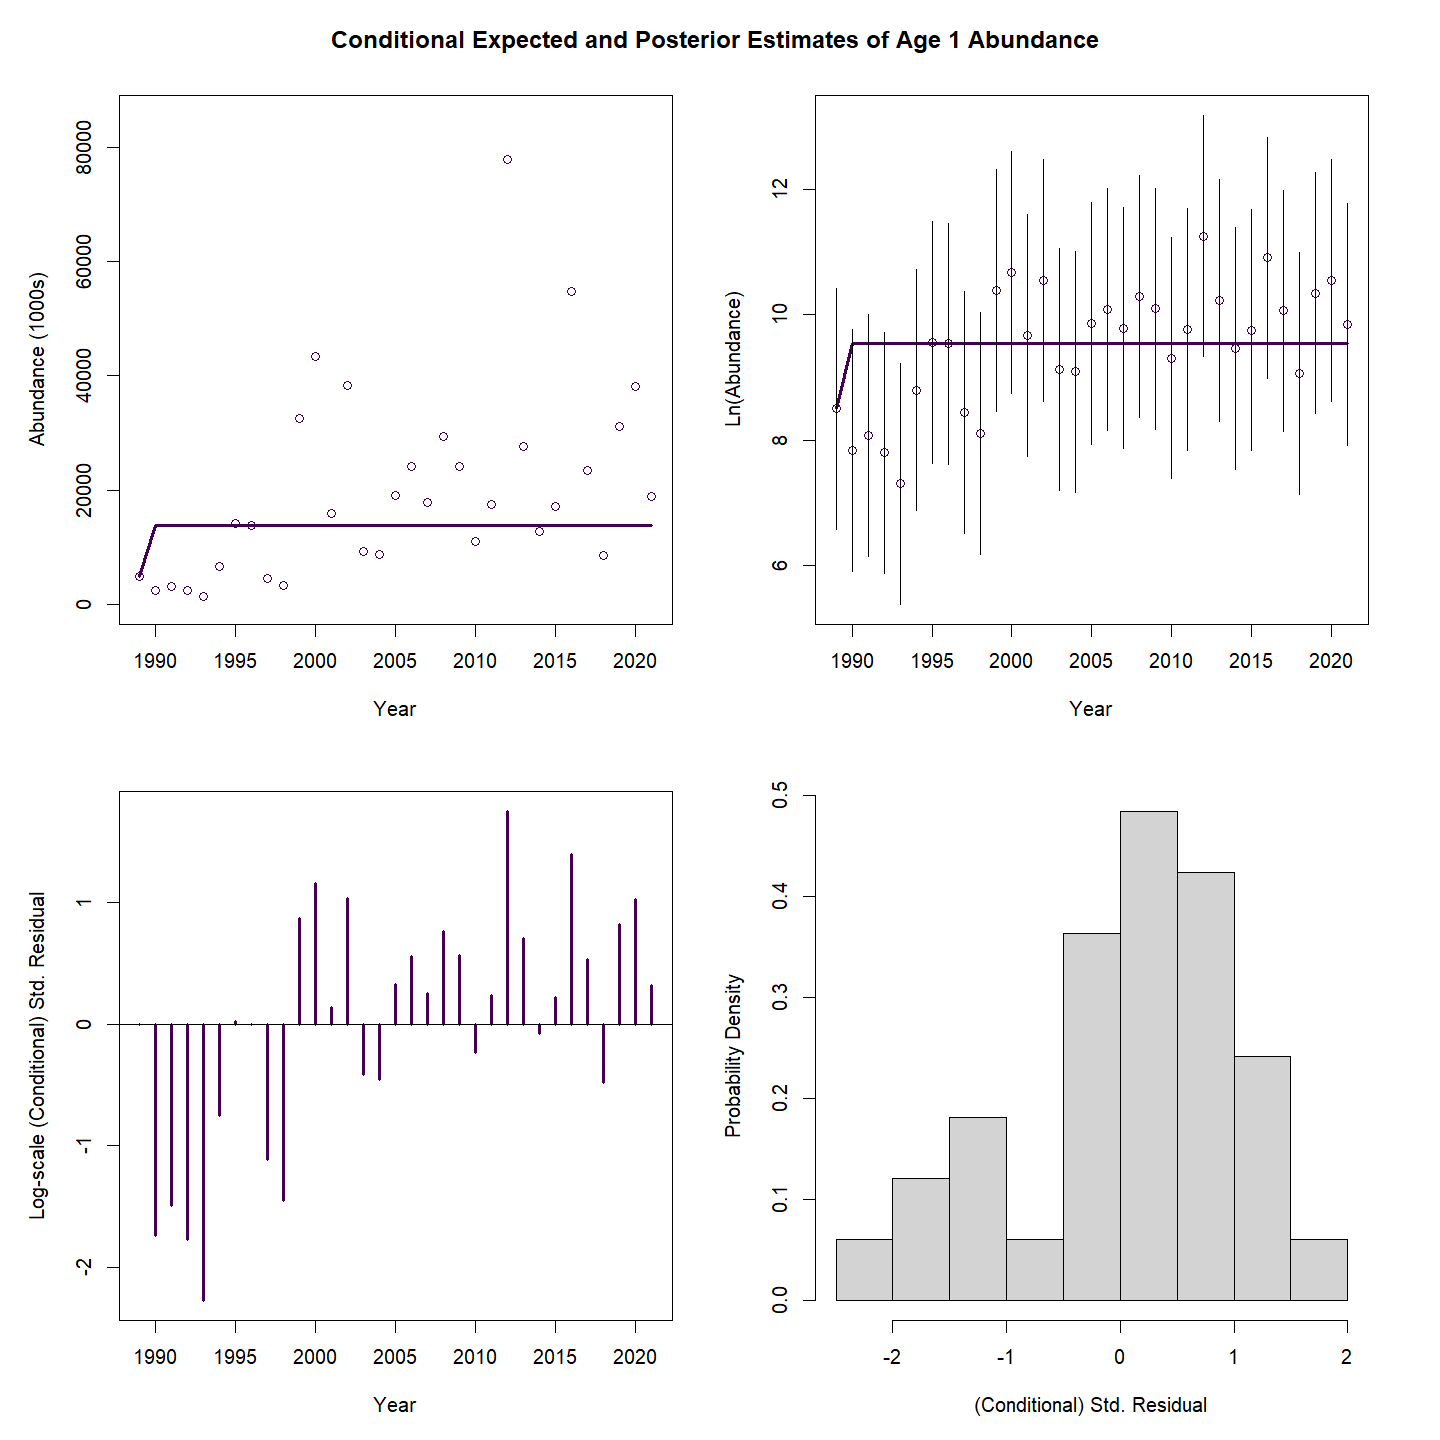 Conditional Expected and Posterior Estimates of Age 1 Abundance
Abundance (1000s)
80000
60000
40000
20000
0
1990 1995 2000 2005 2010 2015 2020
Year
Ln(Abundance)
12
10
8
6
1990 1995 2000 2005 2010 2015 2020
Year
Log-scale (Conditional) Std. Residual
1
0
-1
-2
1990 1995 2000 2005 2010 2015 2020
Year
Probability Density
0.5
0.4
0.3
0.2
0.1
0.0
-2 -1 0 1 2
(Conditional) Std. Residual